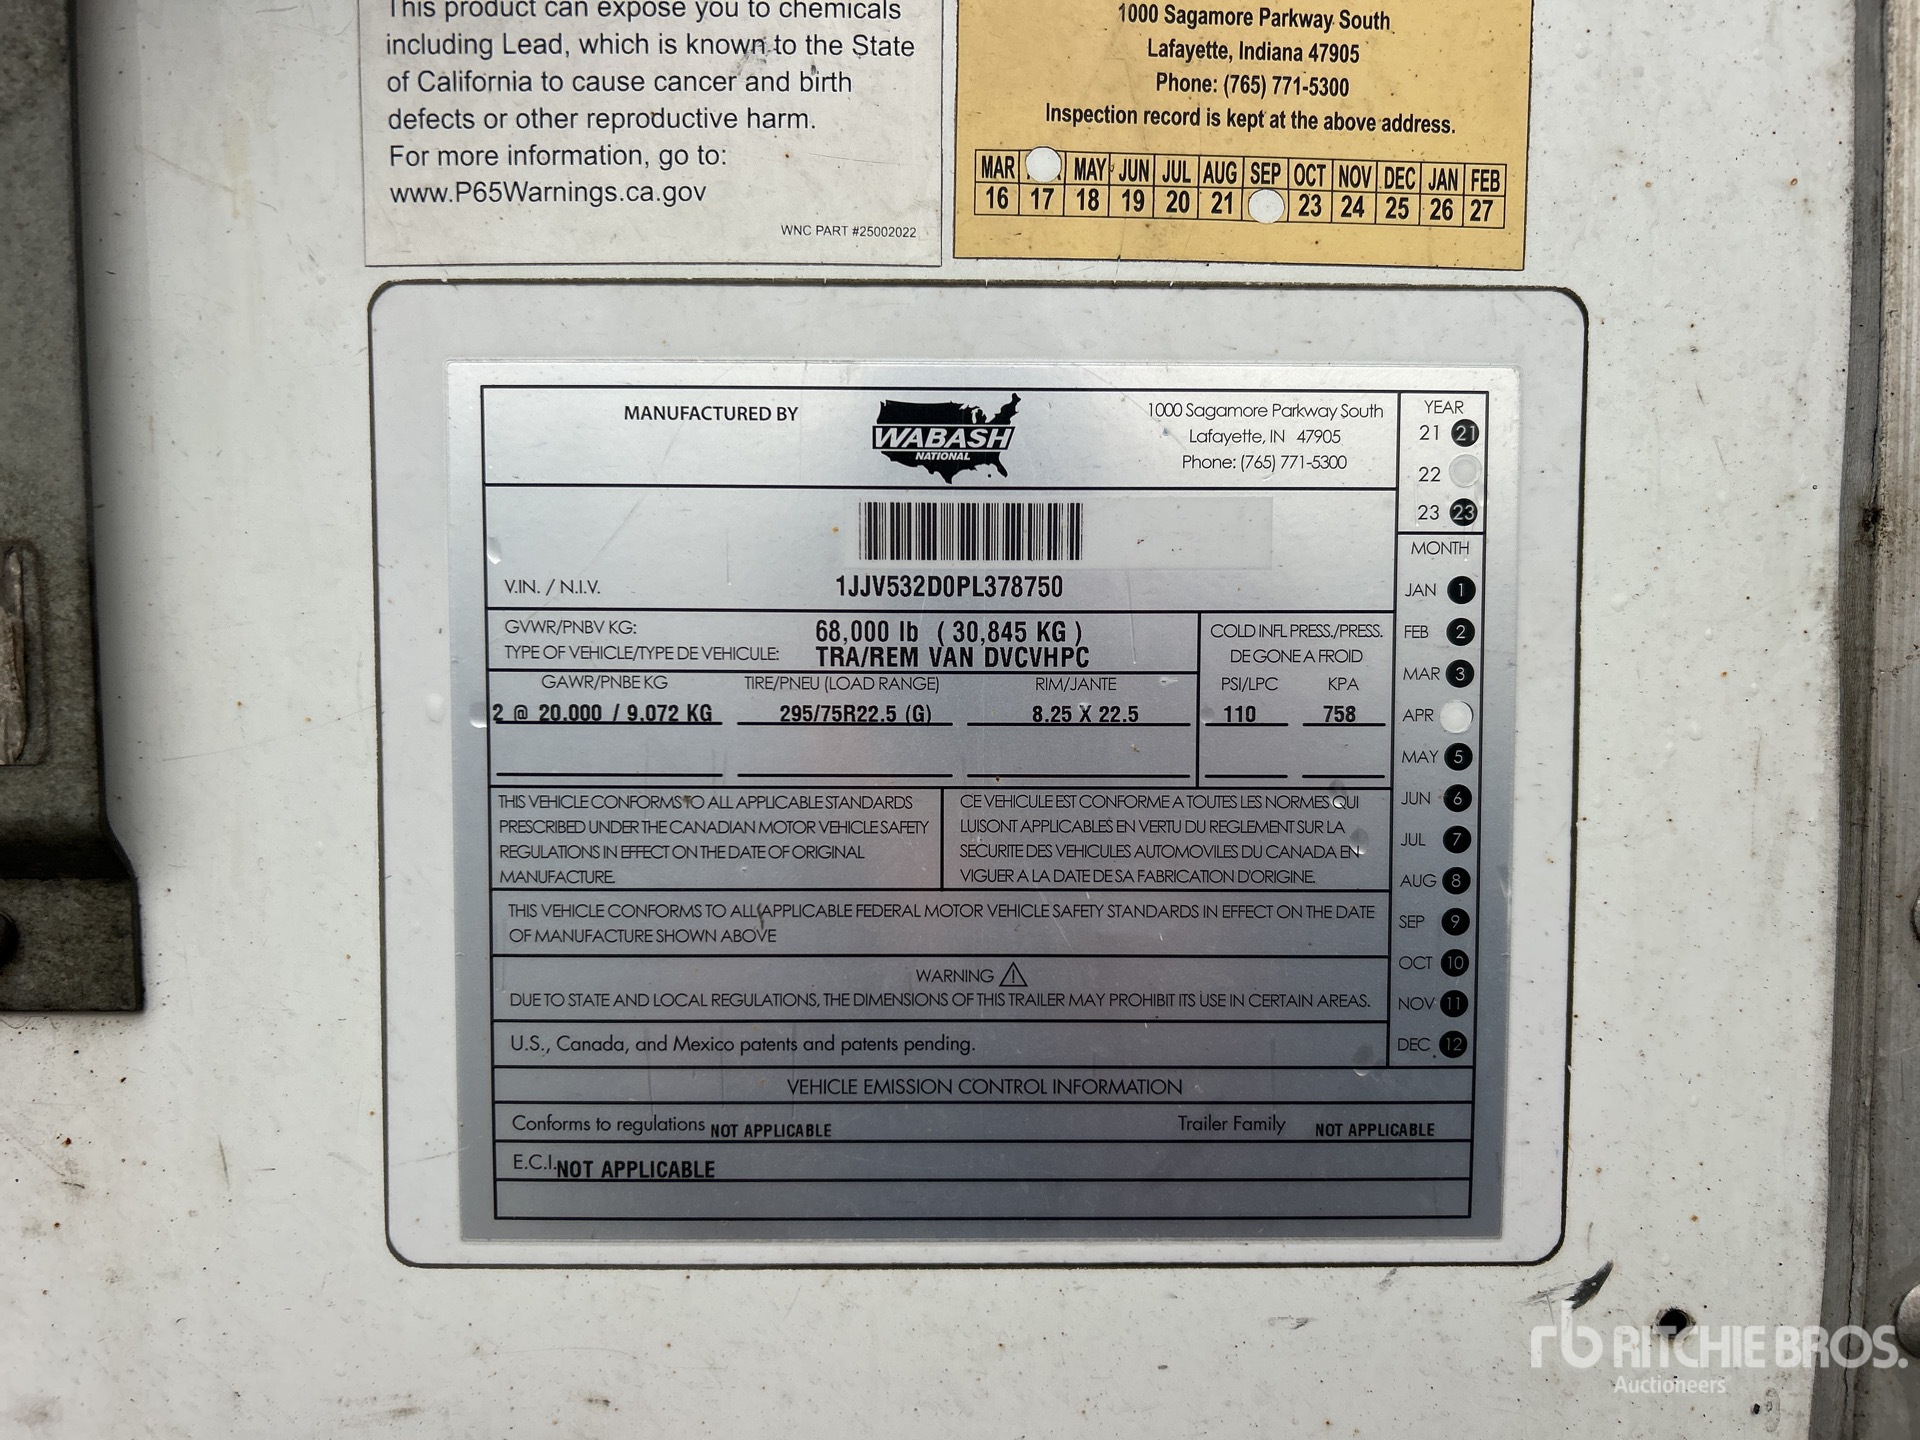 This product can expose you to chemicals
including Lead, which is known to the State
of California to cause cancer and birth
defects or other reproductive harm.
For more information, go to:
www.P65Warnings.ca.gov
WNC PART #25002022
1000 Sagamore Parkway South
Lafayette, Indiana 47905
Phone: (765) 771-5300
Inspection record is kept at the above address.
MAR MAY JUN JUL AUG SEP OCT NOV DEC JAN FEB
16 17 18 19 20 21 23 24 25 26 27
MANUFACTURED BY
WABASH
NATIONAL
1000 Sagamore Parkway South
Lafayette, IN 47905
Phone: (765) 771-5300
YEAR
21 21
22
23 23
V.IN. / N.I.V.
1JJV532D0PL378750
GVWR/PNBV KG: 68,000 lb ( 30,845 KG )
TYPE OF VEHICULE/TYPE DE VEHICULE: TRA/REM VAN DVCVHPC
COLD INFL PRESS./PRESS.
DE GONE A FROID
GAWR/PNBE KG TIRE/PNEU (LOAD RANGE) RIM/JANTE PSI/LPC KPA
2 @ 20.000 / 9.072 KG 295/75R22.5 (G) 8.25 X 22.5 110 758
MONTH
JAN 1
FEB 2
MAR 3
APR
MAY 5
JUN 6
JUL 7
AUG 8
SEP 9
OCT 10
NOV 11
DEC 12
THIS VEHICLE CONFORMS TO ALL APPLICABLE STANDARDS
PRESCRIBED UNDER THE CANADIAN MOTOR VEHICLE SAFETY
REGULATIONS IN EFFECT ON THE DATE OF ORIGINAL
MANUFACTURE.
CE VEHICULE EST CONFORME A TOUTES LES NORMES QUI
LUI SONT APPLICABLES EN VERTU DU REGLEMENT SUR LA
SECURITE DES VEHICULES AUTOMOVILES DU CANADA EN
VIGUER A LA DATE DE SA FABRICATION D'ORIGINE.
THIS VEHICLE CONFORMS TO ALL APPLICABLE FEDERAL MOTOR VEHICLE SAFETY STANDARDS IN EFFECT ON THE DATE
OF MANUFACTURE SHOWN ABOVE
WARNING
DUE TO STATE AND LOCAL REGULATIONS, THE DIMENSIONS OF THIS TRAILER MAY PROHIBIT ITS USE IN CERTAIN AREAS.
U.S., Canada, and Mexico patents and patents pending.
VEHICLE EMISSION CONTROL INFORMATION
Conforms to regulations NOT APPLICABLE Trailer Family NOT APPLICABLE
E.C.I. NOT APPLICABLE
rb RITCHIE BROS.
Auctioneers